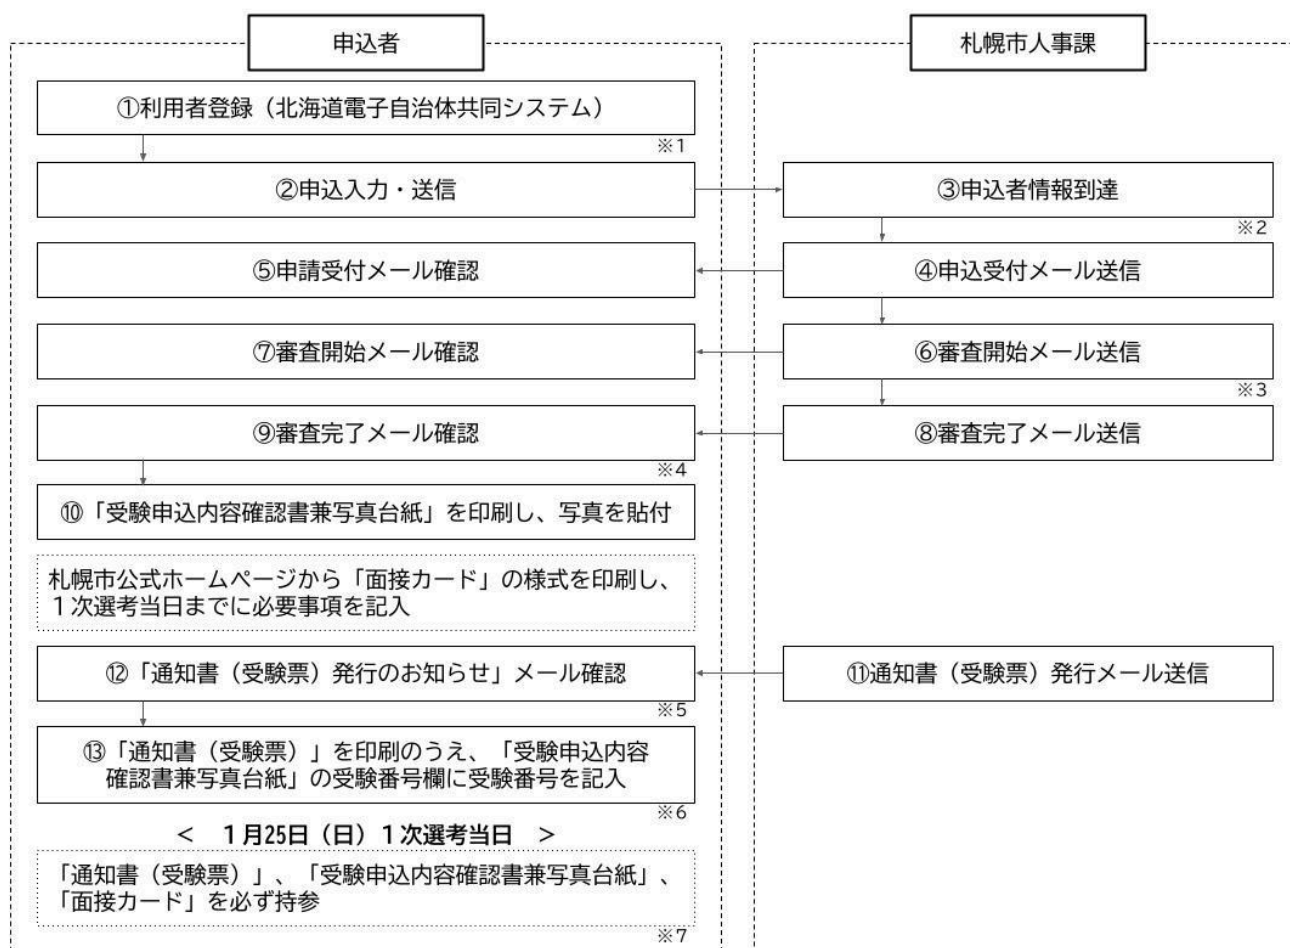 申込者
札幌市人事課
①利用者登録（北海道電子自治体共同システム）
※1
②申込入力・送信
③申込者情報到達
※2
⑤申請受付メール確認
④申込受付メール送信
⑦審査開始メール確認
⑥審査開始メール送信
※3
⑨審査完了メール確認
⑧審査完了メール送信
※4
⑩「受験申込内容確認書兼写真台紙」を印刷し、写真を貼付
札幌市公式ホームページから「面接カード」の様式を印刷し、
１次選考当日までに必要事項を記入
⑫「通知書（受験票）発行のお知らせ」メール確認
⑪通知書（受験票）発行メール送信
※5
⑬「通知書（受験票）」を印刷のうえ、「受験申込内容
確認書兼写真台紙」の受験番号欄に受験番号を記入
※6
＜　１月25日（日）１次選考当日　＞
「通知書（受験票）」、「受験申込内容確認書兼写真台紙」、
「面接カード」を必ず持参
※7